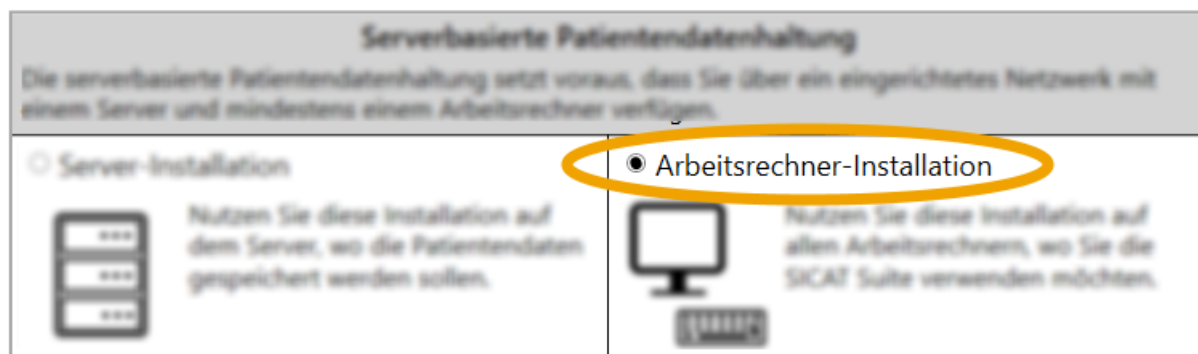 Serverbasierte Patientendatenhaltung
Die serverbasierte Patientendatenhaltung setzt voraus, dass Sie über ein eingerichtetes Netzwerk mit
einem Server und mindestens einem Arbeitsrechner verfügen.
Server-Installation
Nutzen Sie diese Installation auf
dem Server, wo die Patientendaten
gespeichert werden sollen.
Arbeitsrechner-Installation
Nutzen Sie diese Installation auf
allen Arbeitsrechnern, wo Sie die
SICAT Suite verwenden möchten.